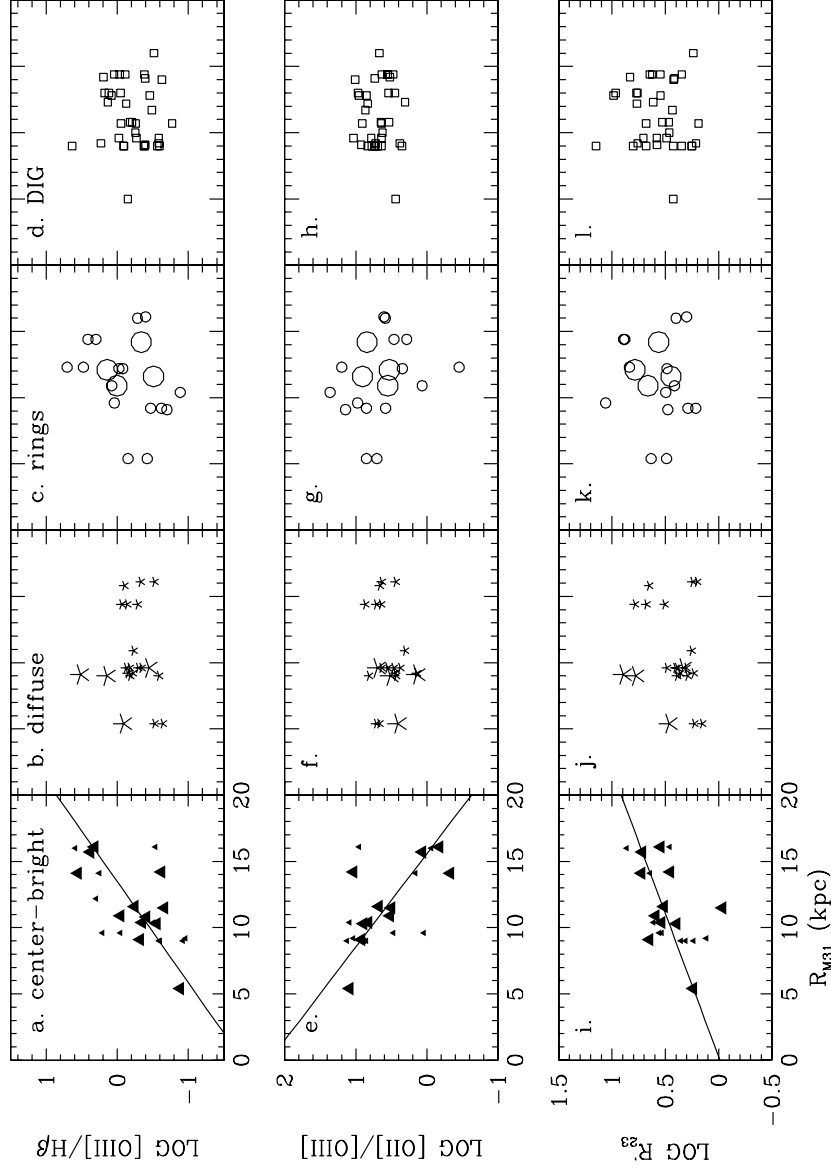 a. center-bright
b. diffuse
c. rings
d. DIG
LOG [OIII]/Hβ
1
0
-1
0
5
10
15
20
e.
f.
g.
h.
LOG [OII]/[OIII]
2
1
0
-1
0
5
10
15
20
i.
j.
k.
l.
LOG R'23
1.5
1
0.5
0
-0.5
0
5
10
15
20
R_M31 (kpc)